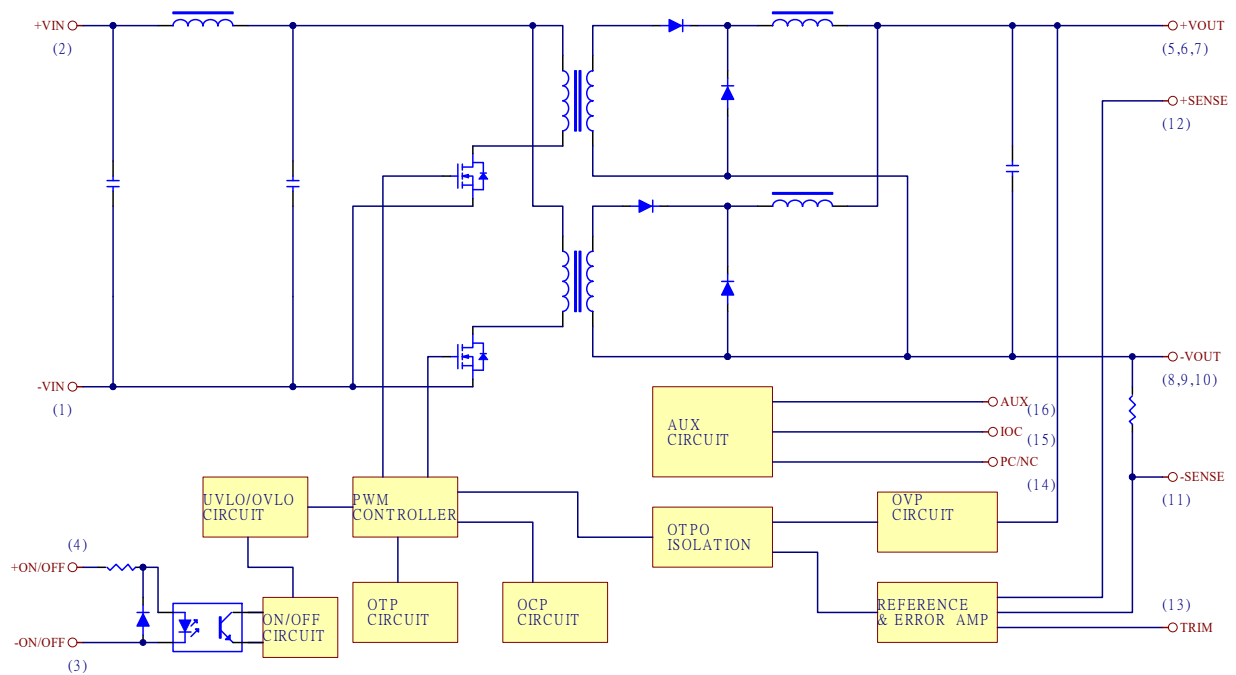 +VIN
(2)
+VOUT
(5,6,7)
+SENSE
(12)
-VIN
(1)
-VOUT
(8,9,10)
AUX
CIRCUIT
AUX
(16)
IOC
(15)
PC/NC
(14)
-SENSE
(11)
UVLO/OVLO
CIRCUIT
PWM
CONTROLLER
OTPO
ISOLATION
OVP
CIRCUIT
(4)
+ON/OFF
-ON/OFF
(3)
ON/OFF
CIRCUIT
OTP
CIRCUIT
OCP
CIRCUIT
REFERENCE
& ERROR AMP
(13)
TRIM